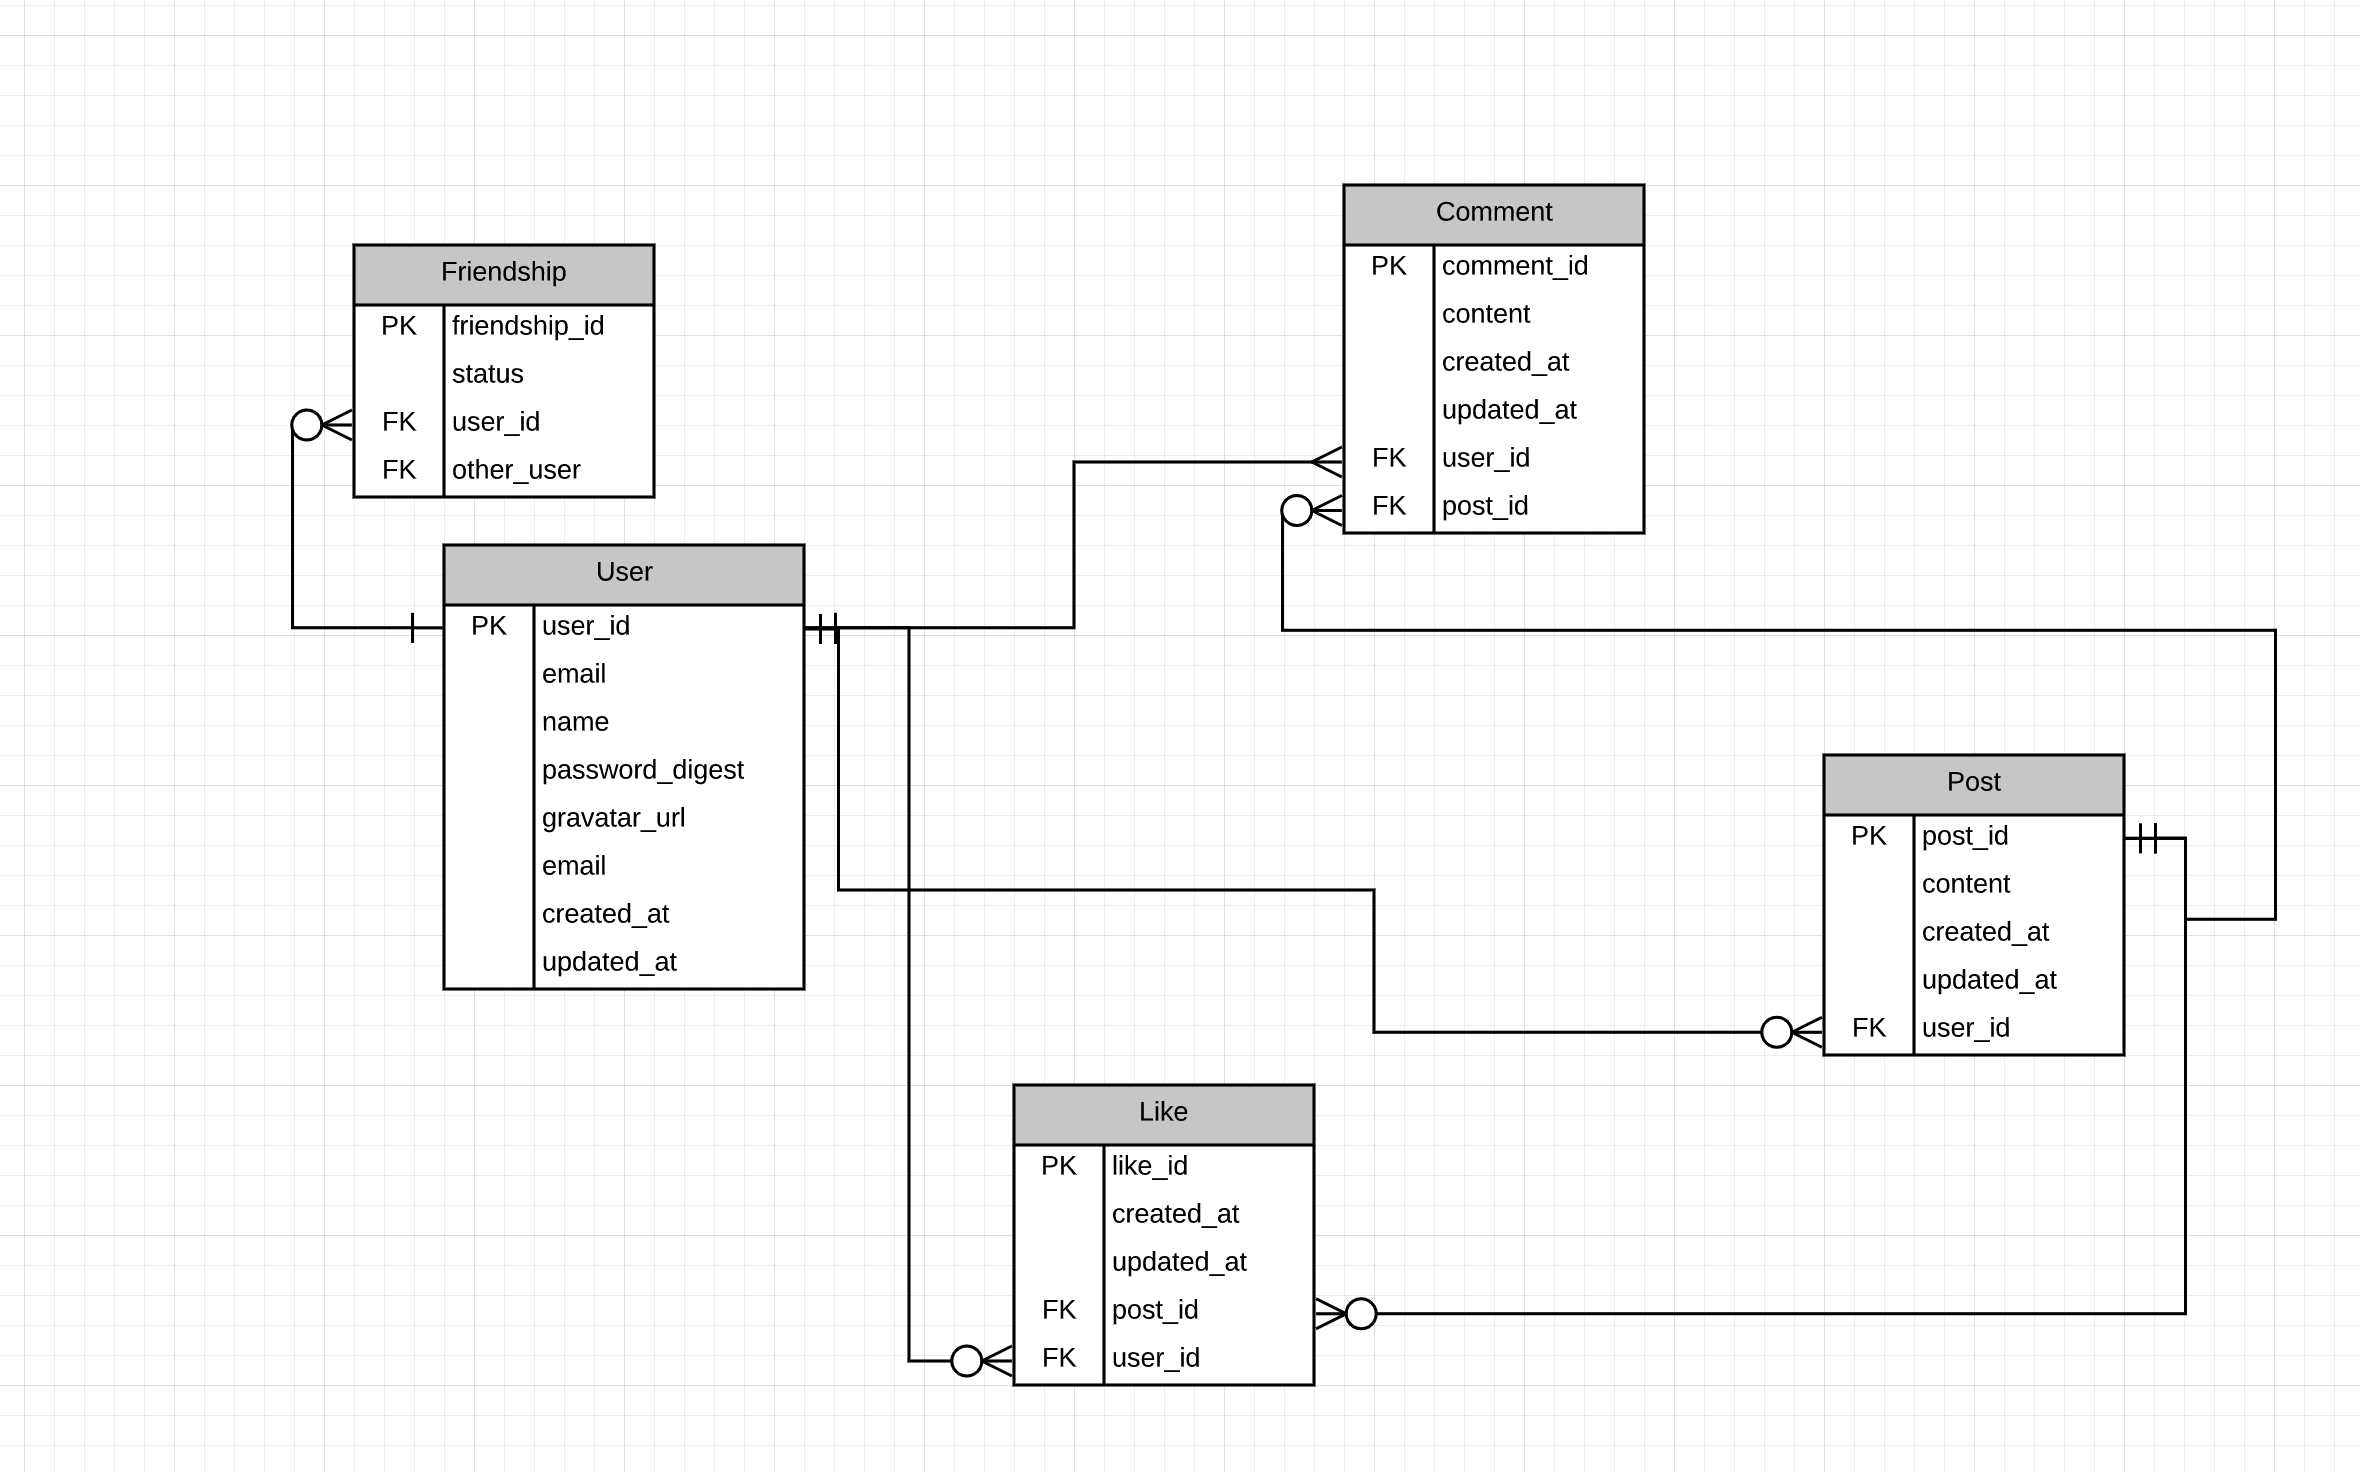 Friendship
PK friendship_id
status
FK user_id
FK other_user
Comment
PK comment_id
content
created_at
updated_at
FK user_id
FK post_id
User
PK user_id
email
name
password_digest
gravatar_url
email
created_at
updated_at
Post
PK post_id
content
created_at
updated_at
FK user_id
Like
PK like_id
created_at
updated_at
FK post_id
FK user_id